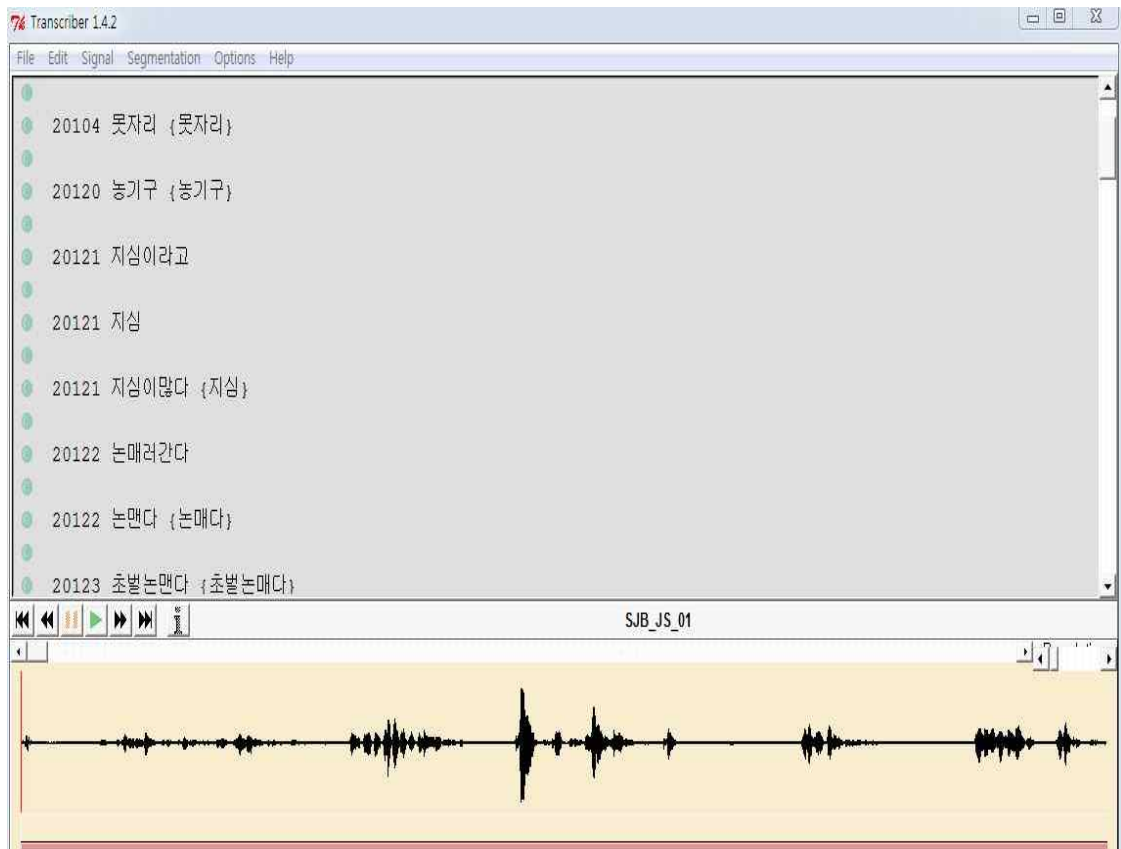 Transcriber 1.4.2
File Edit Signal Segmentation Options Help
20104 못자리 {못자리}
20120 농기구 {농기구}
20121 지심이라고
20121 지심
20121 지심이많다 {지심}
20122 논매러간다
20122 논맨다 {논매다}
20123 초벌논맨다 {초벌논매다}
SJB_JS_01